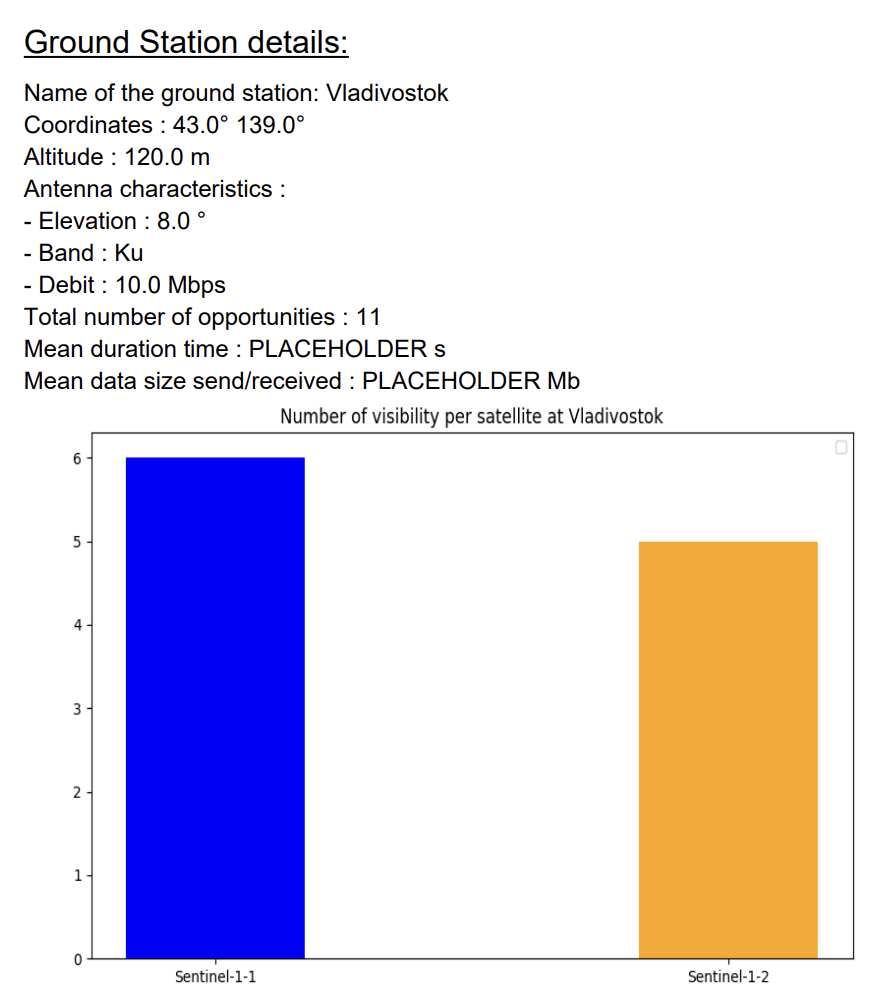 Ground Station details:
Name of the ground station: Vladivostok
Coordinates : 43.0° 139.0°
Altitude : 120.0 m
Antenna characteristics :
- Elevation : 8.0 °
- Band : Ku
- Debit : 10.0 Mbps
Total number of opportunities : 11
Mean duration time : PLACEHOLDER s
Mean data size send/received : PLACEHOLDER Mb
Number of visibility per satellite at Vladivostok
6
5
4
3
2
1
0
Sentinel-1-1 Sentinel-1-2